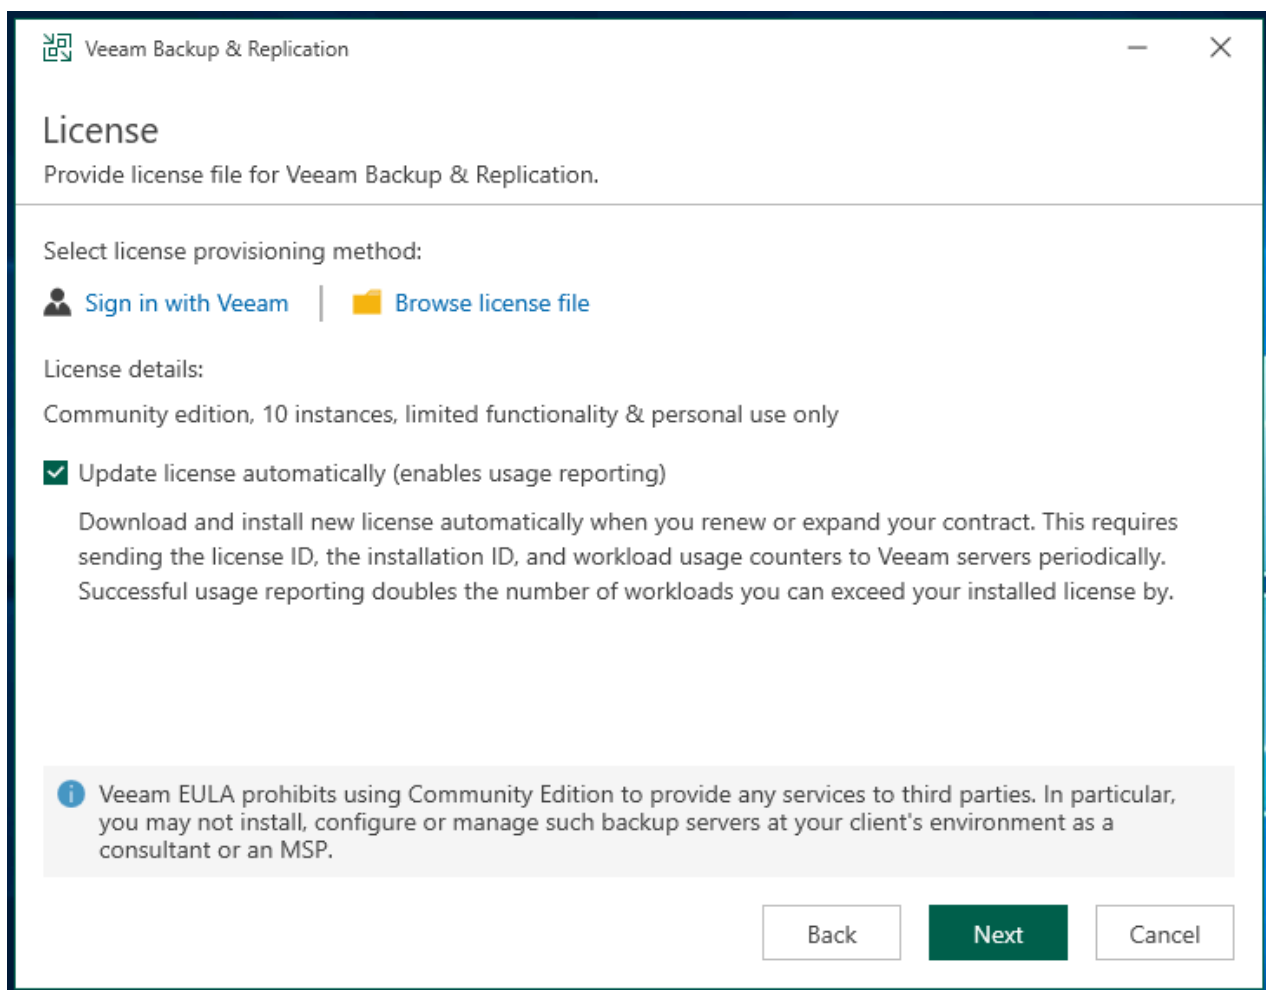 Veeam Backup & Replication
License
Provide license file for Veeam Backup & Replication.
Select license provisioning method:
Sign in with Veeam
Browse license file
License details:
Community edition, 10 instances, limited functionality & personal use only
Update license automatically (enables usage reporting)
Download and install new license automatically when you renew or expand your contract. This requires
sending the license ID, the installation ID, and workload usage counters to Veeam servers periodically.
Successful usage reporting doubles the number of workloads you can exceed your installed license by.
Veeam EULA prohibits using Community Edition to provide any services to third parties. In particular,
you may not install, configure or manage such backup servers at your client's environment as a
consultant or an MSP.
Back
Next
Cancel